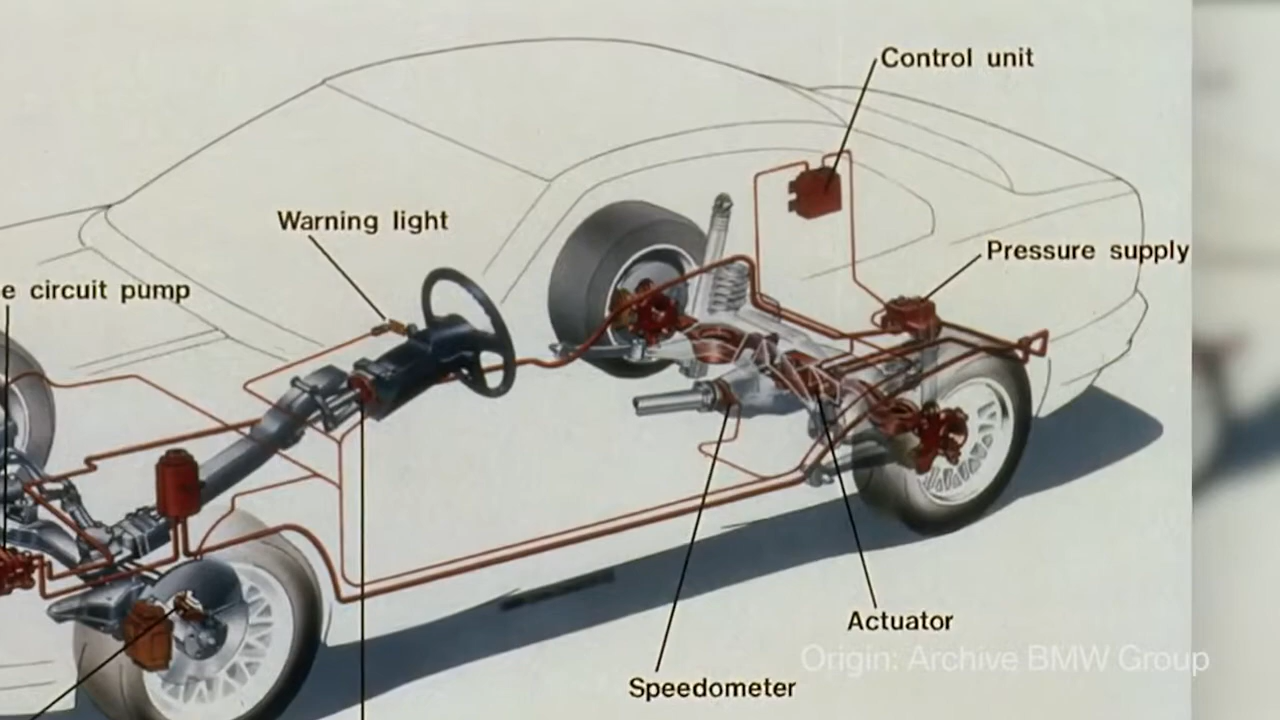 Control unit
Warning light
Pressure supply
e circuit pump
Actuator
Origin: Archive BMW Group
Speedometer